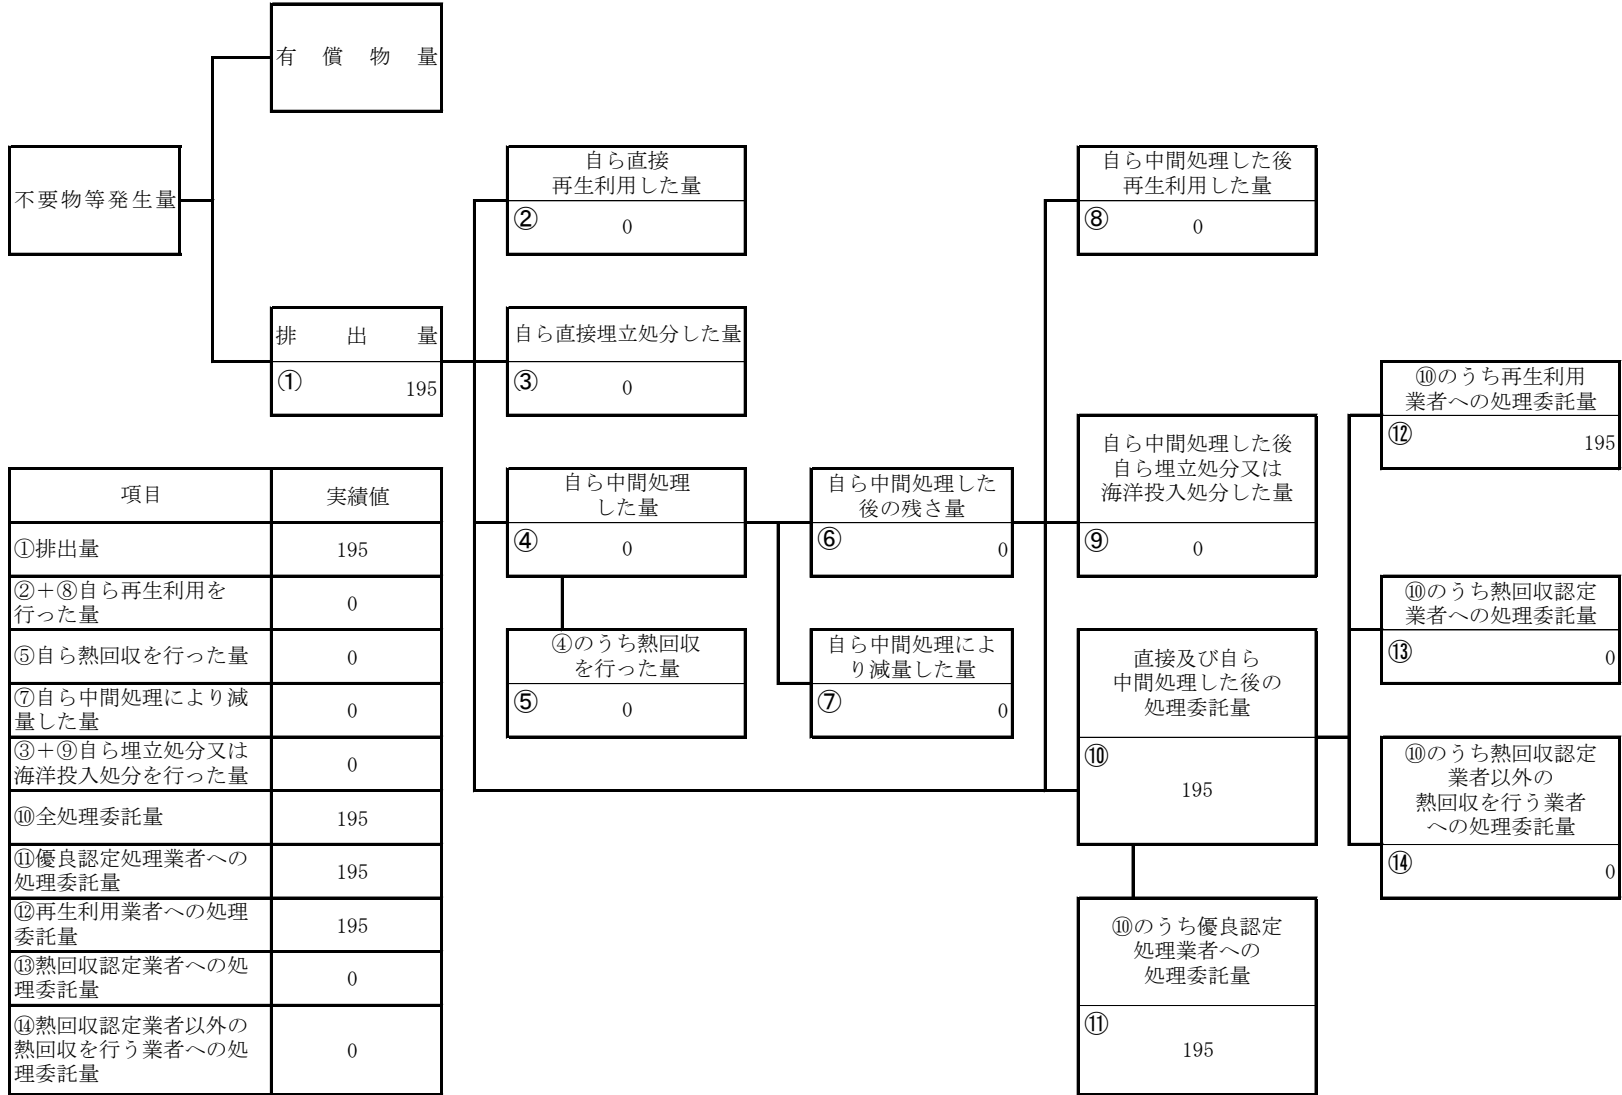 有償物量
不要物等発生量
排出量
① 195
自ら直接
再生利用した量
② 0
自ら直接埋立処分した量
③ 0
自ら中間処理
した量
④ 0
④のうち熱回収
を行った量
⑤ 0
自ら中間処理した
後の残さ量
⑥ 0
自ら中間処理によ
り減量した量
⑦ 0
自ら中間処理した後
再生利用した量
⑧ 0
自ら中間処理した後
自ら埋立処分又は
海洋投入処分した量
⑨ 0
直接及び自ら
中間処理した後の
処理委託量
⑩
195
⑩のうち優良認定
処理業者への
処理委託量
⑪
195
⑩のうち再生利用
業者への処理委託量
⑫ 195
⑩のうち熱回収認定
業者への処理委託量
⑬ 0
⑩のうち熱回収認定
業者以外の
熱回収を行う業者
への処理委託量
⑭ 0
項目 実績値
①排出量 195
②＋⑧自ら再生利用を
行った量 0
⑤自ら熱回収を行った量 0
⑦自ら中間処理により減
量した量 0
③＋⑨自ら埋立処分又は
海洋投入処分を行った量 0
⑩全処理委託量 195
⑪優良認定処理業者への
処理委託量 195
⑫再生利用業者への処理
委託量 195
⑬熱回収認定業者への処
理委託量 0
⑭熱回収認定業者以外の
熱回収を行う業者への処
理委託量 0